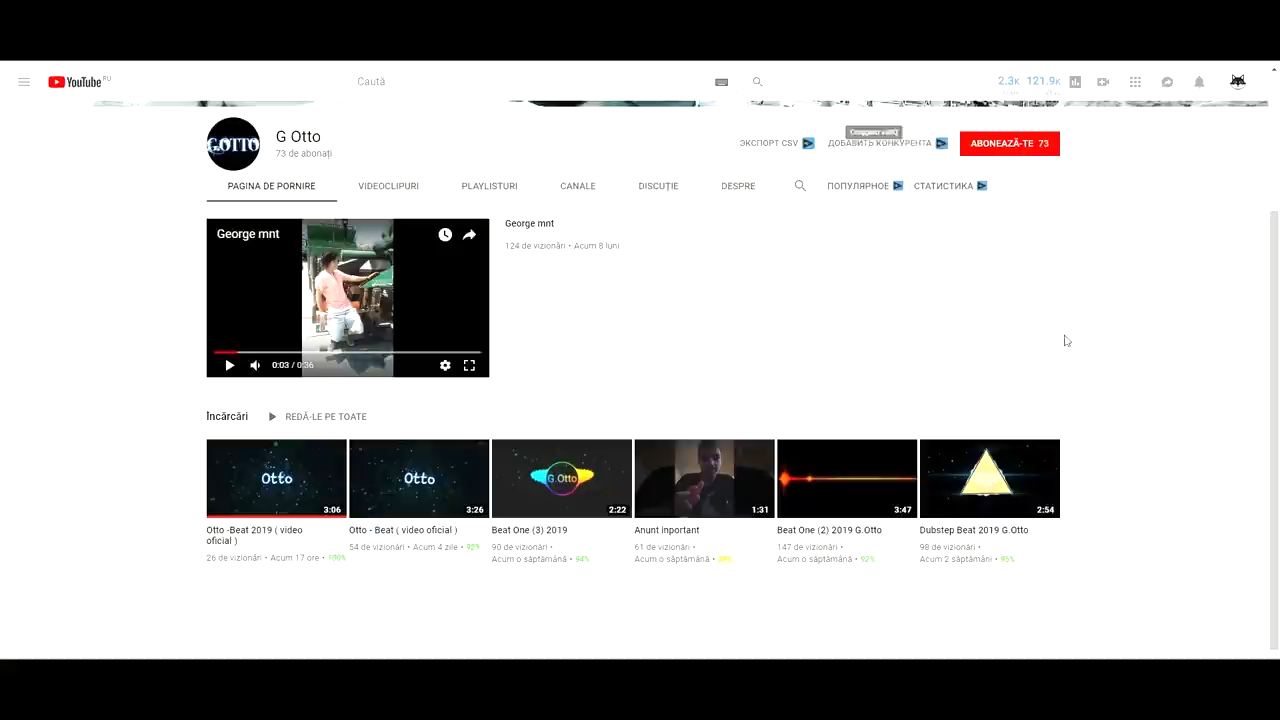 YouTube RU
Caută
2.3K 121.9K
G.OTTO
G Otto
73 de abonați
ЭКСПОРТ CSV
ДОБАВИТЬ КОНКУРЕНТА
ABONEAZĂ-TE 73
PAGINA DE PORNIRE
VIDEOCLIPURI
PLAYLISTURI
CANALE
DISCUȚIE
DESPRE
ПОПУЛЯРНОЕ
СТАТИСТИКА
George mnt
0:03 / 0:36
George mnt
124 de vizionări • Acum 8 luni
Încărcări
REDĂ-LE PE TOATE
Otto
3:06
Otto
3:26
G.Otto
2:22
1:31
3:47
2:54
Otto -Beat 2019 ( video
oficial )
26 de vizionări • Acum 17 ore • 100%
Otto - Beat ( video oficial )
54 de vizionări • Acum 4 zile • 92%
Beat One (3) 2019
90 de vizionări •
Acum o săptămână • 94%
Anunt inportant
61 de vizionări •
Acum o săptămână •
Beat One (2) 2019 G.Otto
147 de vizionări •
Acum o săptămână • 92%
Dubstep Beat 2019 G.Otto
98 de vizionări •
Acum 2 săptămâni • 95%